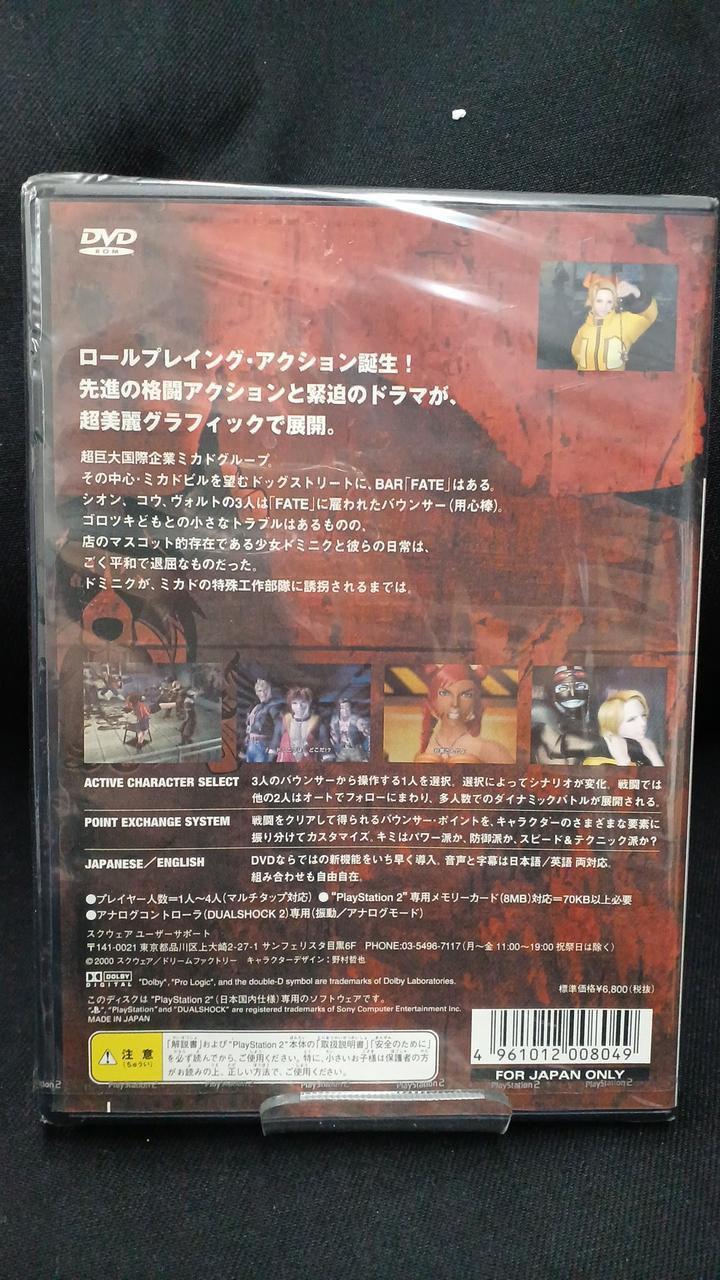 DVD
ROM
ロールプレイング・アクション誕生！
先進の格闘アクションと緊迫のドラマが、
超美麗グラフィックで展開。
超巨大国際企業ミカドグループ。
その中心・ミカドビルを望むドッグストリートに、BAR「FATE」はある。
シオン、コウ、ヴォルトの3人は「FATE」に雇われたバウンサー（用心棒）。
ゴロツキどもとの小さなトラブルはあるものの、
店のマスコット的存在である少女ドミニクと彼らの日常は、
ごく平和で退屈なものだった。
ドミニクが、ミカドの特殊工作部隊に誘拐されるまでは。
ACTIVE CHARACTER SELECT
3人のバウンサーから操作する1人を選択。選択によってシナリオが変化。戦闘では
他の2人はオートでフォローにまわり、多人数でのダイナミックバトルが展開される。
POINT EXCHANGE SYSTEM
戦闘をクリアして得られるバウンサー・ポイントを、キャラクターのさまざまな要素に
振り分けてカスタマイズ。キミはパワー派か、防御派か、スピード＆テクニック派か？
JAPANESE／ENGLISH
DVDならではの新機能をいち早く導入。音声と字幕は日本語／英語 両対応。
組み合わせも自由自在。
●プレイヤー人数＝1人〜4人（マルチタップ対応） ●“PlayStation 2”専用メモリーカード（8MB）対応＝70KB以上必要
●アナログコントローラ（DUALSHOCK 2）専用（振動／アナログモード）
スクウェア ユーザーサポート
〒141-0021 東京都品川区上大崎2-27-1 サンフェリスタ目黒6F PHONE:03-5496-7117（月〜金 11:00〜19:00 祝祭日は除く）
© 2000 スクウェア／ドリームファクトリー キャラクターデザイン：野村哲也
DOLBY
DIGITAL
"Dolby", "Pro Logic", and the double-D symbol are trademarks of Dolby Laboratories.
標準価格¥6,800（税抜）
このディスクは“PlayStation 2”（日本国内仕様）専用のソフトウェアです。
", "PlayStation" and "DUALSHOCK" are registered trademarks of Sony Computer Entertainment Inc.
MADE IN JAPAN
注意
（ちゅうい）
「解説書」および“PlayStation 2”本体の「取扱説明書」「安全のために」
を必ず読んでから、ご使用ください。特に、小さいお子様は保護者の方
がお読みの上、正しい方法で、ご使用ください。
4 961012 008049
FOR JAPAN ONLY
PlayStation 2